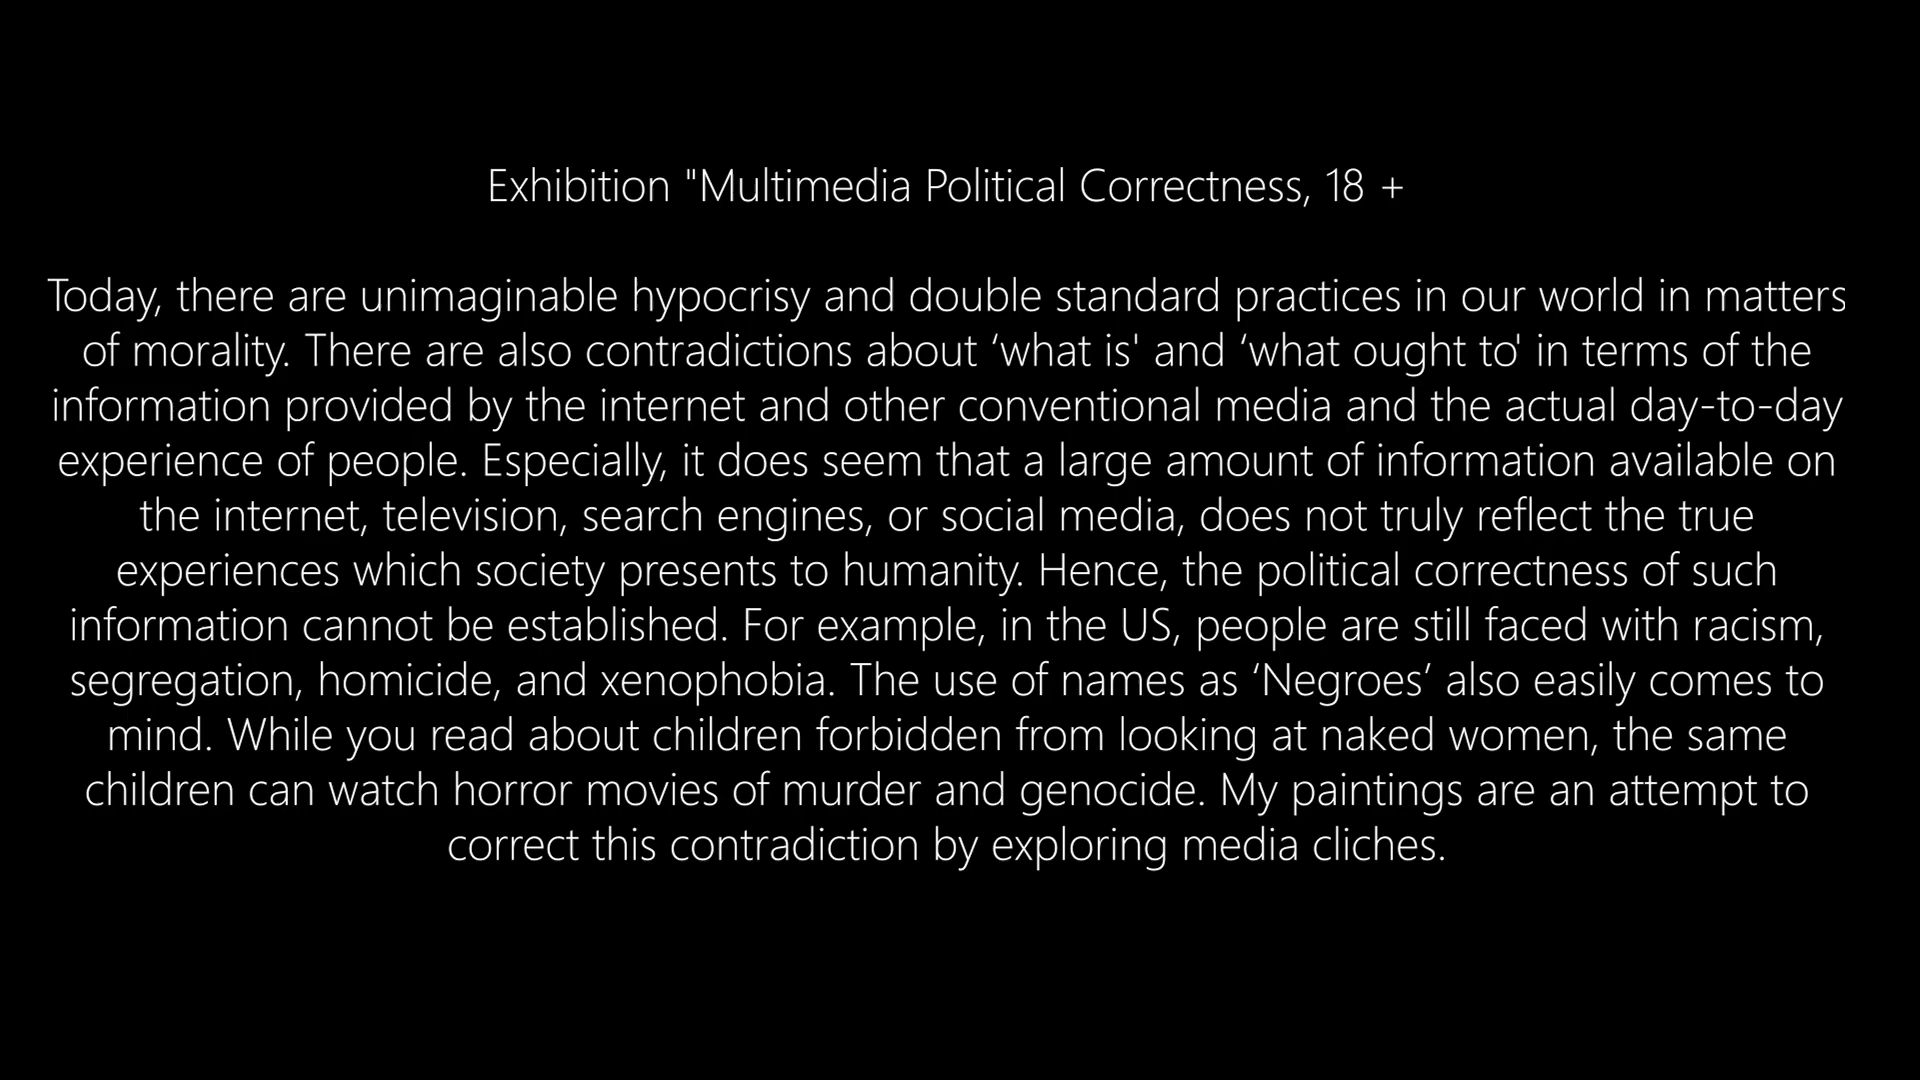 Exhibition "Multimedia Political Correctness, 18 +
Today, there are unimaginable hypocrisy and double standard practices in our world in matters
of morality. There are also contradictions about ‘what is' and ‘what ought to' in terms of the
information provided by the internet and other conventional media and the actual day-to-day
experience of people. Especially, it does seem that a large amount of information available on
the internet, television, search engines, or social media, does not truly reflect the true
experiences which society presents to humanity. Hence, the political correctness of such
information cannot be established. For example, in the US, people are still faced with racism,
segregation, homicide, and xenophobia. The use of names as ‘Negroes’ also easily comes to
mind. While you read about children forbidden from looking at naked women, the same
children can watch horror movies of murder and genocide. My paintings are an attempt to
correct this contradiction by exploring media cliches.